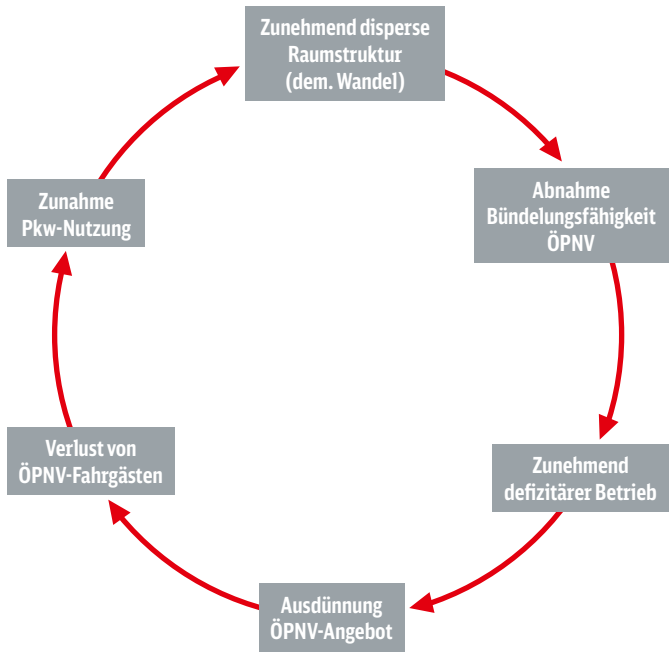 Zunehmend disperse
Raumstruktur
(dem. Wandel)
Abnahme
Bündelungsfähigkeit
ÖPNV
Zunehmend
defizitärer Betrieb
Ausdünnung
ÖPNV-Angebot
Verlust von
ÖPNV-Fahrgästen
Zunahme
Pkw-Nutzung